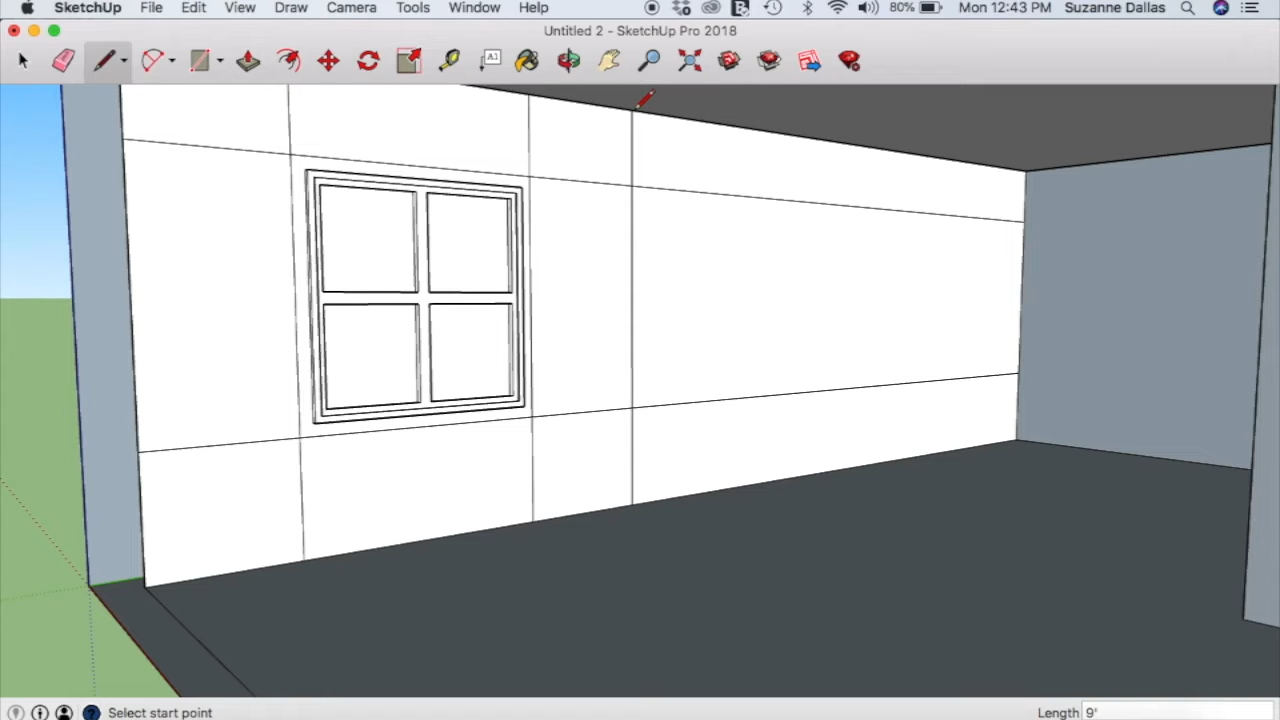 SketchUp File Edit View Draw Camera Tools Window Help 80% Mon 12:43 PM Suzanne Dallas
Untitled 2 - SketchUp Pro 2018
A1
Select start point Length 9'